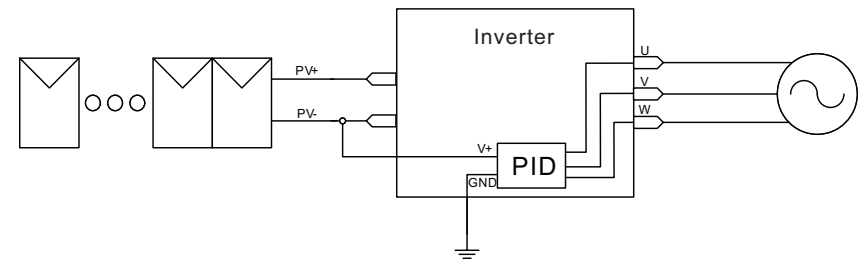 Inverter
PV+
PV-
U
V
W
V+
PID
GND